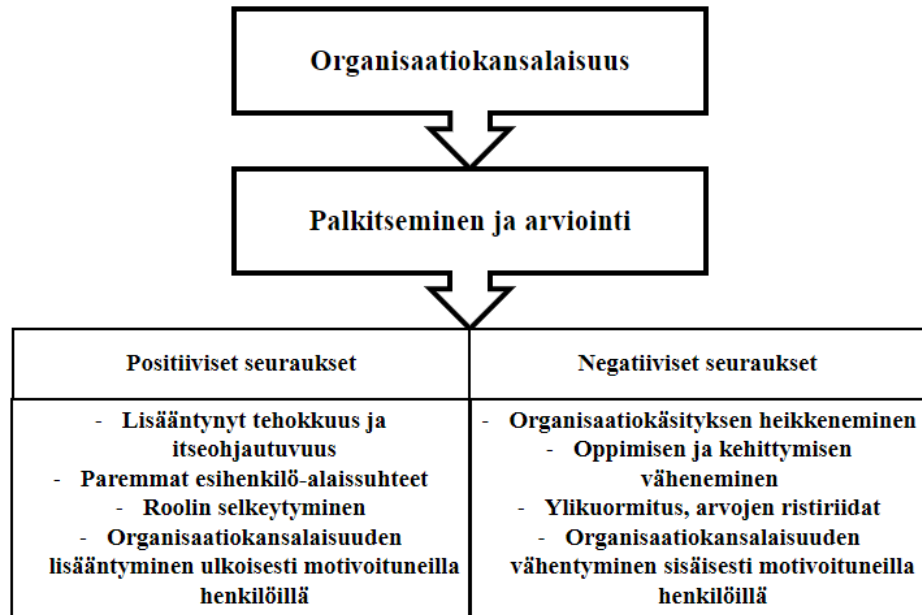 Organisaatiokansalaisuus
Palkitseminen ja arviointi
Positiiviset seuraukset
- Lisääntynyt tehokkuus ja
itseohjautuvuus
- Paremmat esihenkilö-alaissuhteet
- Roolin selkeytyminen
- Organisaatiokansalaisuuden
lisääntyminen ulkoisesti motivoituneilla
henkilöillä
Negatiiviset seuraukset
- Organisaatiokäsityksen heikkeneminen
- Oppimisen ja kehittymisen
väheneminen
- Ylikuormitus, arvojen ristiriidat
- Organisaatiokansalaisuuden
vähentyminen sisäisesti motivoituneilla
henkilöillä